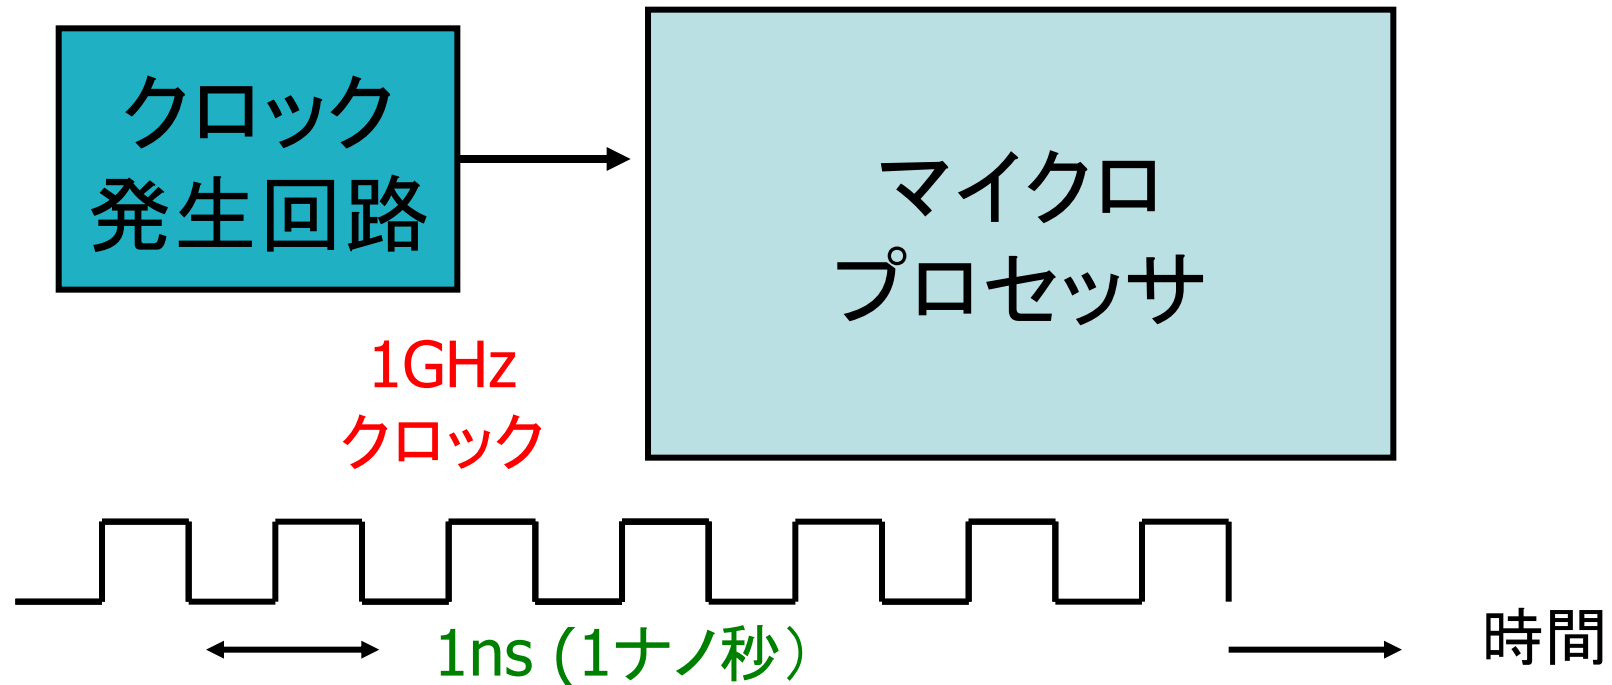 クロック
発生回路
マイクロ
プロセッサ
1GHz
クロック
1ns (1ナノ秒）
時間